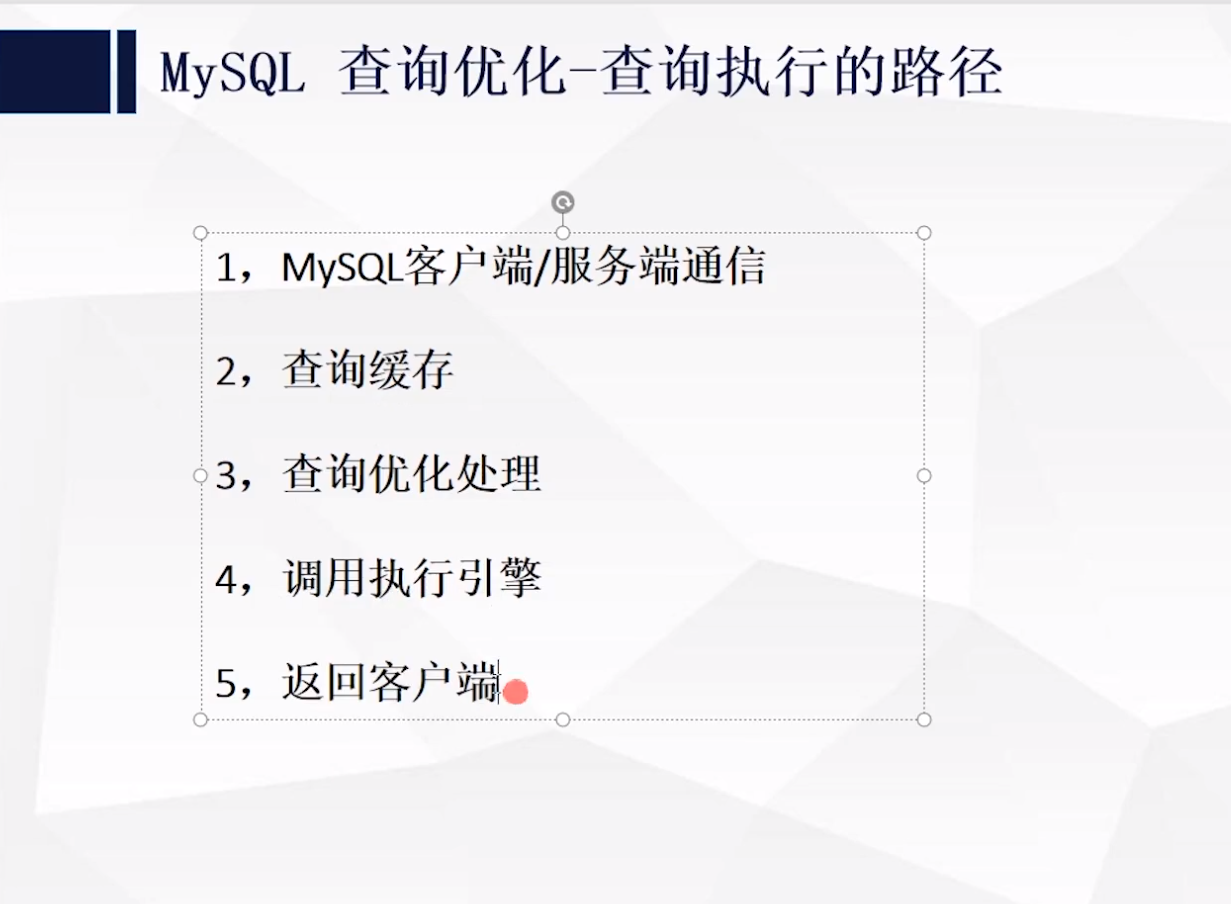 MySQL 查询优化-查询执行的路径
1，MySQL客户端/服务端通信
2，查询缓存
3，查询优化处理
4，调用执行引擎
5，返回客户端